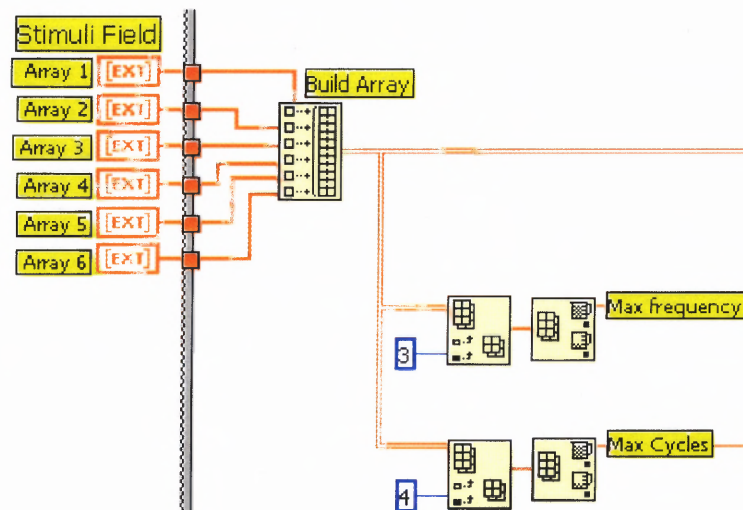 Stimuli Field
Array 1 [EXT]
Build Array
Array 2 [EXT]
Array 3 [EXT]
Array 4 [EXT]
Array 5 [EXT]
Array 6 [EXT]
Max frequency
3
Max Cycles
4